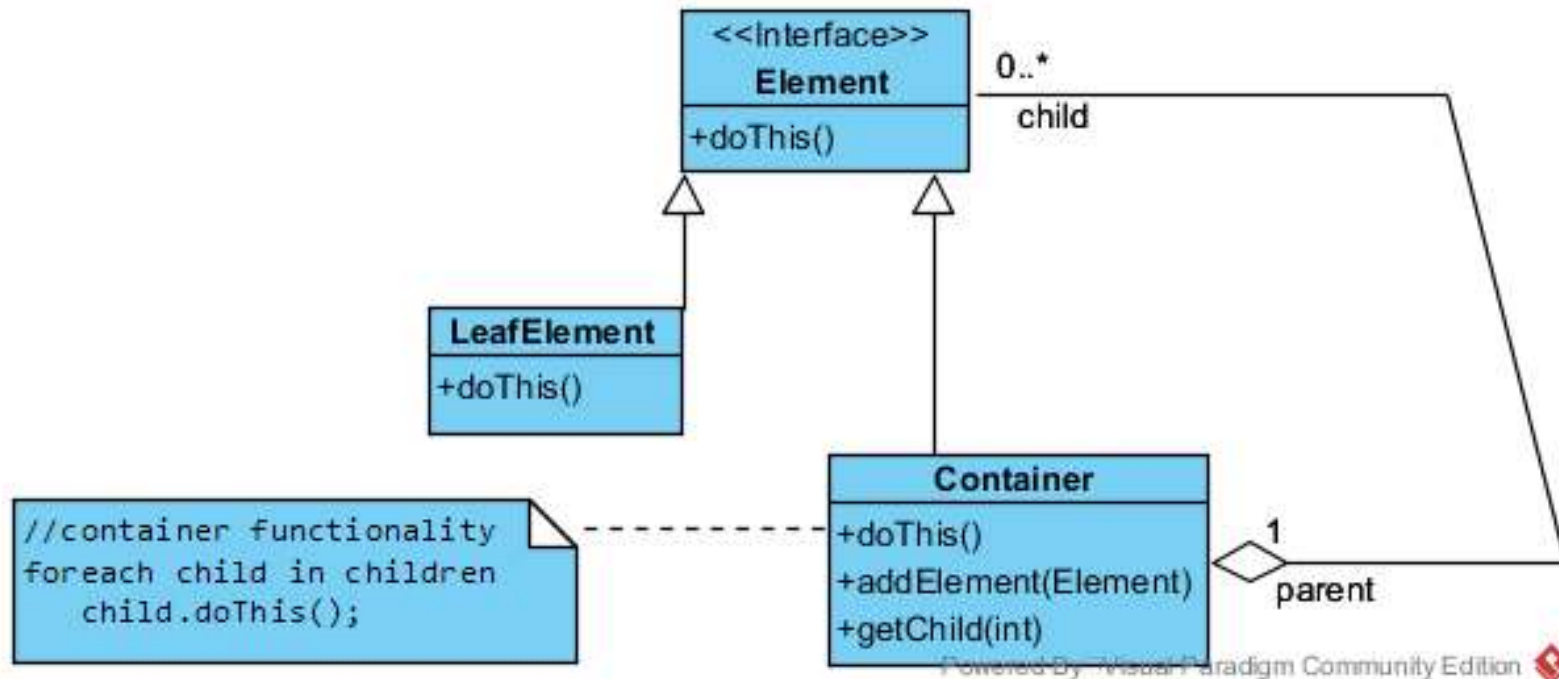 <<Interface>>
Element
+doThis()
0..*
child
LeafElement
+doThis()
Container
+doThis()
+addElement(Element)
+getChild(int)
1
parent
//container functionality
foreach child in children
child.doThis();
Powered By Visual Paradigm Community Edition